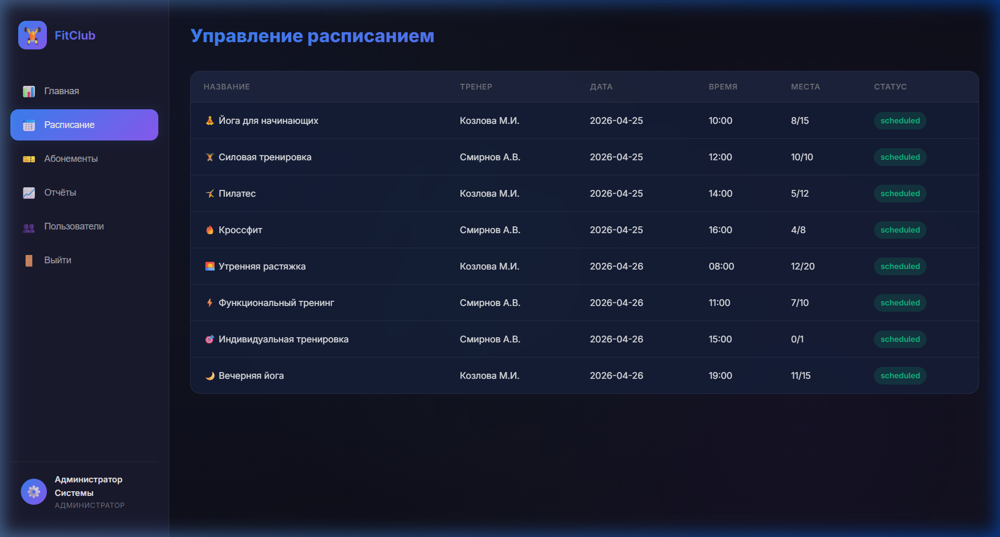 FitClub
Главная
Расписание
Абонементы
Отчёты
Пользователи
Выйти
Администратор
Системы
АДМИНИСТРАТОР
Управление расписанием
НАЗВАНИЕ ТРЕНЕР ДАТА ВРЕМЯ МЕСТА СТАТУС
Йога для начинающих Козлова М.И. 2026-04-25 10:00 8/15 scheduled
Силовая тренировка Смирнов А.В. 2026-04-25 12:00 10/10 scheduled
Пилатес Козлова М.И. 2026-04-25 14:00 5/12 scheduled
Кроссфит Смирнов А.В. 2026-04-25 16:00 4/8 scheduled
Утренняя растяжка Козлова М.И. 2026-04-26 08:00 12/20 scheduled
Функциональный тренинг Смирнов А.В. 2026-04-26 11:00 7/10 scheduled
Индивидуальная тренировка Смирнов А.В. 2026-04-26 15:00 0/1 scheduled
Вечерняя йога Козлова М.И. 2026-04-26 19:00 11/15 scheduled